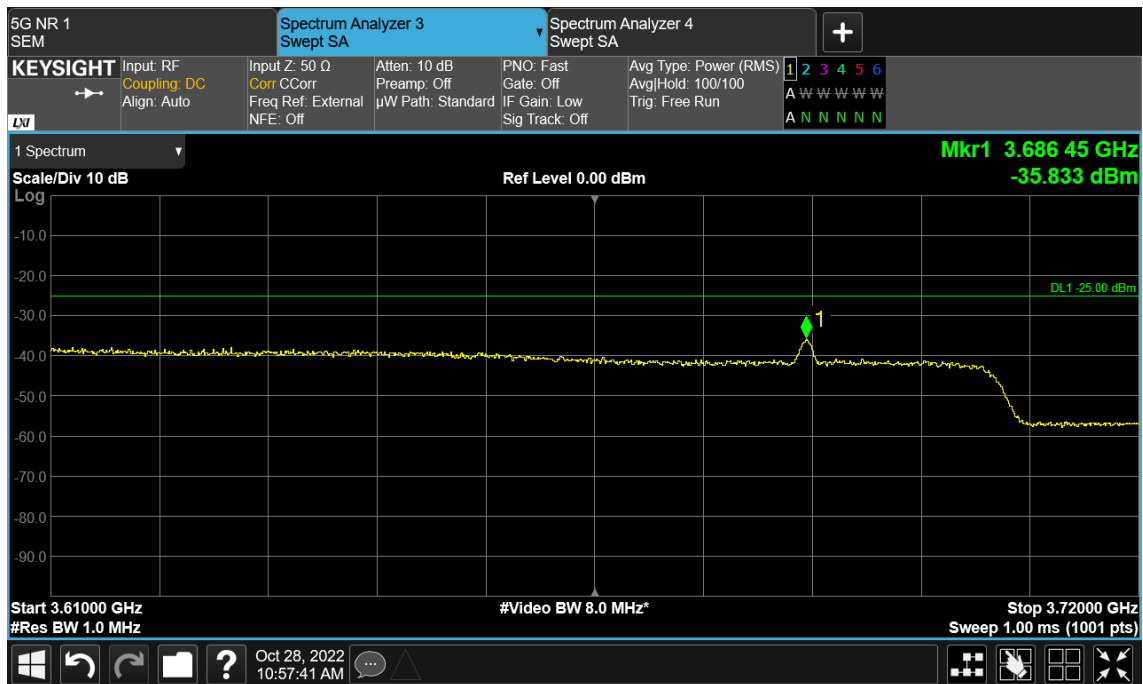 5G NR 1
SEM
Spectrum Analyzer 3
Swept SA
Spectrum Analyzer 4
Swept SA
+
KEYSIGHT
LXI
Input: RF
Coupling: DC
Align: Auto
Input Z: 50 Ω
Corr CCorr
Freq Ref: External
NFE: Off
Atten: 10 dB
Preamp: Off
µW Path: Standard
PNO: Fast
Gate: Off
IF Gain: Low
Sig Track: Off
Avg Type: Power (RMS)
Avg|Hold: 100/100
Trig: Free Run
1 2 3 4 5 6
A W W W W W
A N N N N N
1 Spectrum
Mkr1 3.686 45 GHz
-35.833 dBm
Scale/Div 10 dB
Ref Level 0.00 dBm
Log
-10.0
-20.0
DL1 -25.00 dBm
-30.0
1
-40.0
-50.0
-60.0
-70.0
-80.0
-90.0
Start 3.61000 GHz
#Video BW 8.0 MHz*
Stop 3.72000 GHz
#Res BW 1.0 MHz
Sweep 1.00 ms (1001 pts)
?
Oct 28, 2022
10:57:41 AM